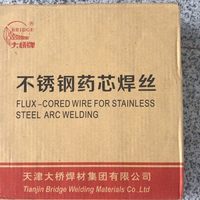 BRIDGE
大桥牌
不锈钢药芯焊丝
FLUX-CORED WIRE FOR STAINLESS
STEEL ARC WELDING
天津大桥焊材集团有限公司
Tianjin Bridge Welding Materials Co., Ltd